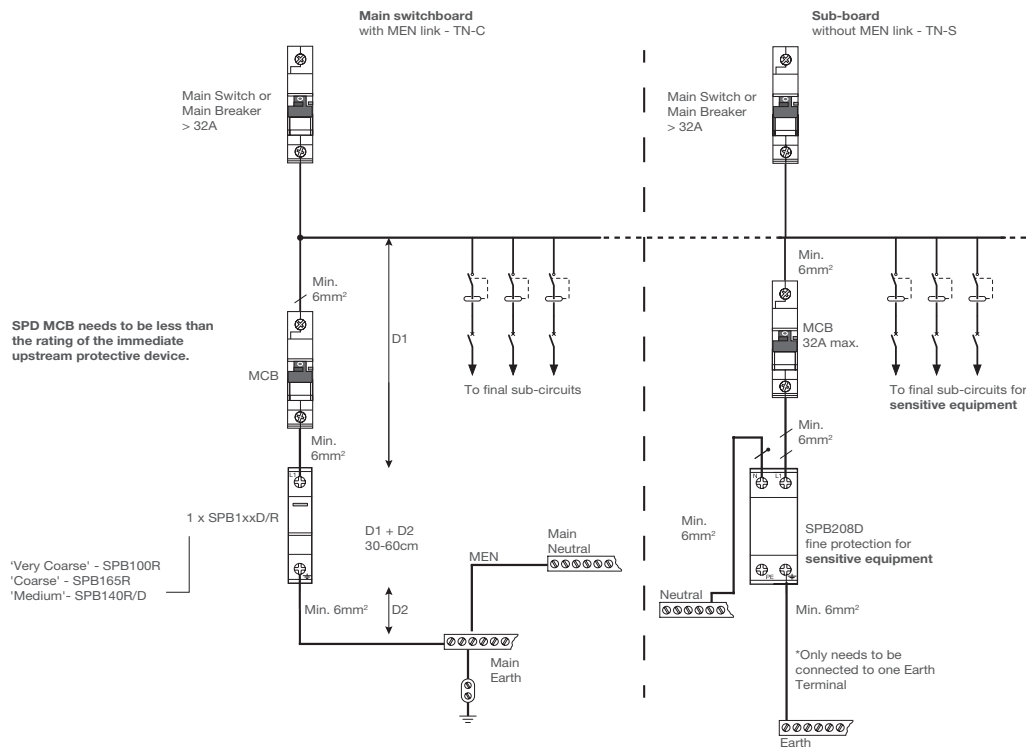 Main switchboard
with MEN link - TN-C
Main Switch or
Main Breaker
> 32A
Min.
6mm²
SPD MCB needs to be less than
the rating of the immediate
upstream protective device.
MCB
D1
To final sub-circuits
Min.
6mm²
L1
1 x SPB1xxD/R
D1 + D2
30-60cm
'Very Coarse' - SPB100R
'Coarse' - SPB165R
'Medium'- SPB140R/D
Min. 6mm²
D2
MEN
Main
Neutral
Main
Earth
Sub-board
without MEN link - TN-S
Main Switch or
Main Breaker
> 32A
Min.
6mm²
MCB
32A max.
To final sub-circuits for
sensitive equipment
Min.
6mm²
N L1
Min.
6mm²
SPB208D
fine protection for
sensitive equipment
PE
Neutral
Min. 6mm²
*Only needs to be
connected to one Earth
Terminal
Earth